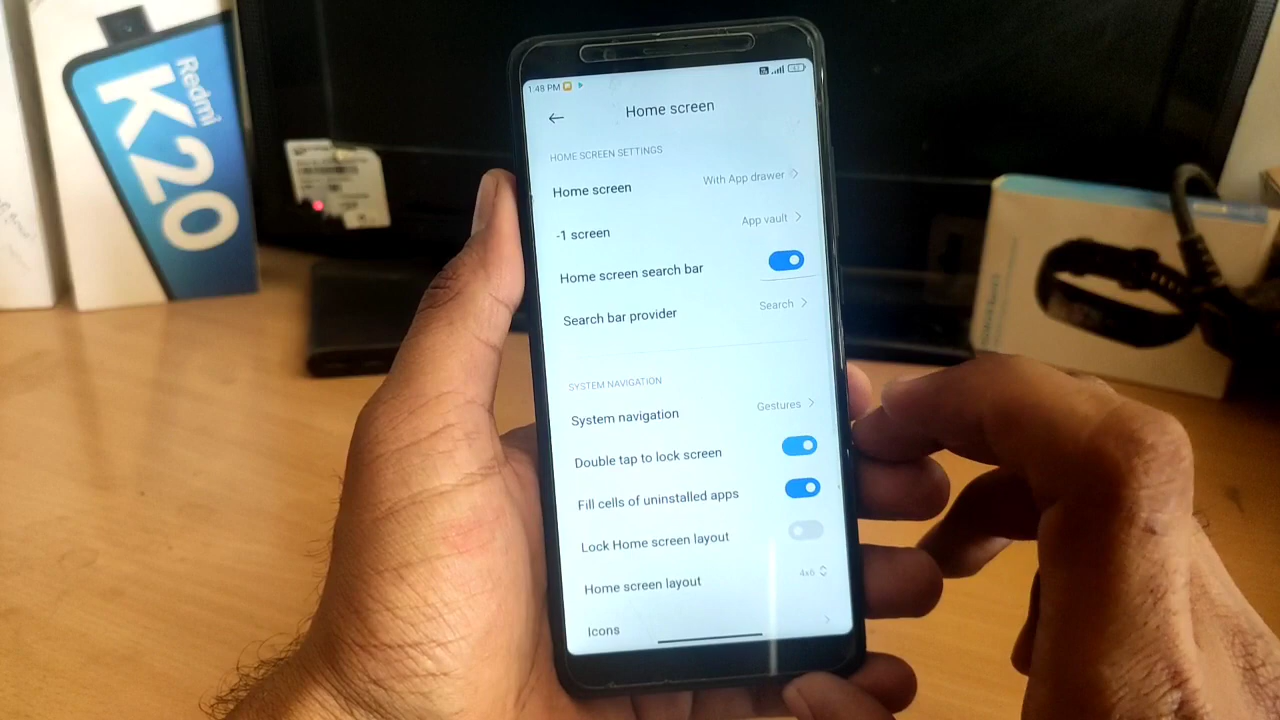 Redmi
K20
1:48 PM
Home screen
HOME SCREEN SETTINGS
Home screen With App drawer
-1 screen App vault
Home screen search bar
Search bar provider Search
SYSTEM NAVIGATION
System navigation Gestures
Double tap to lock screen
Fill cells of uninstalled apps
Lock Home screen layout
Home screen layout 4x6
Icons